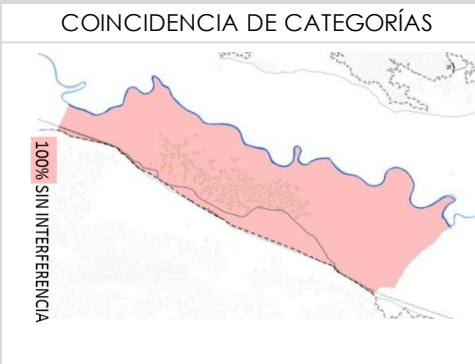 COINCIDENCIA DE CATEGORÍAS
100% SIN INTERFERENCIA